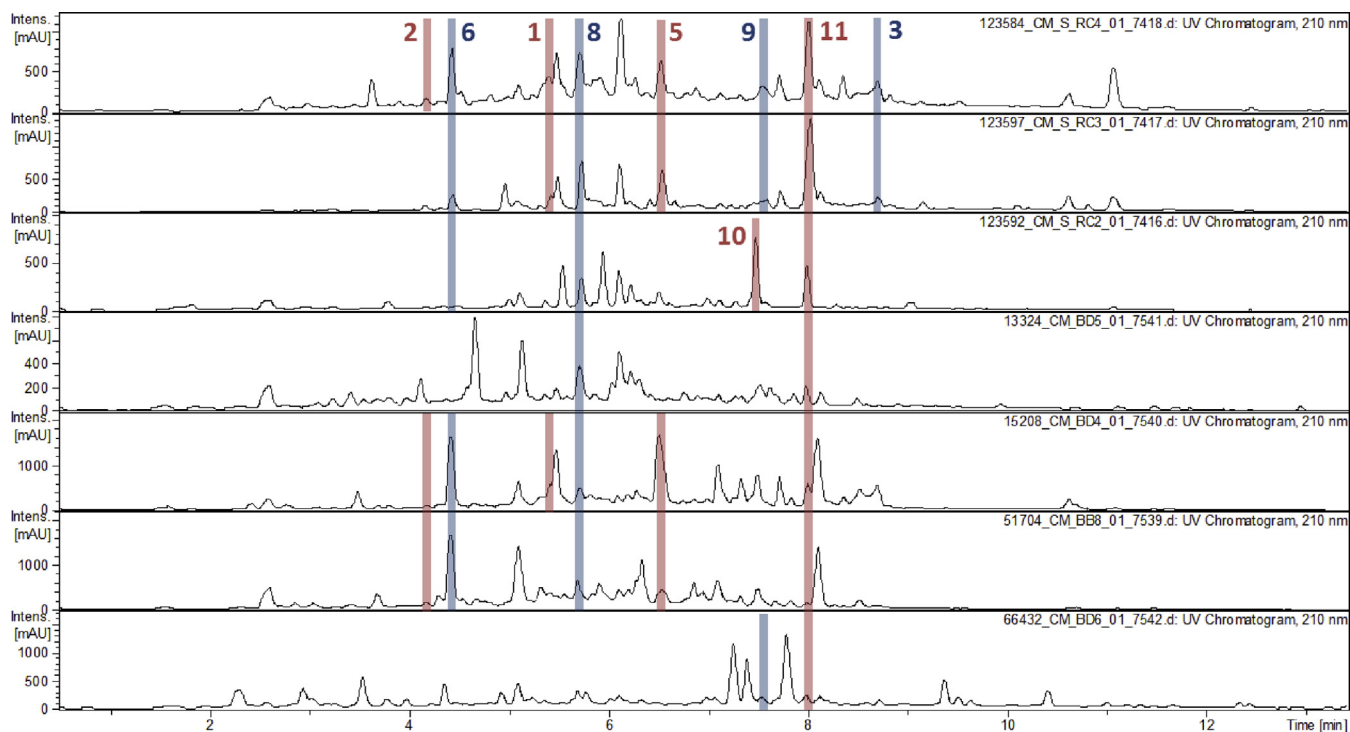 Intens. [mAU]
123584_CM_S_RC4_01_7418.d: UV Chromatogram, 210 nm
2 6 1 8 5 9 11 3
500
0
Intens. [mAU]
123597_CM_S_RC3_01_7417.d: UV Chromatogram, 210 nm
500
0
Intens. [mAU]
123592_CM_S_RC2_01_7416.d: UV Chromatogram, 210 nm
10
500
0
Intens. [mAU]
13324_CM_BD5_01_7541.d: UV Chromatogram, 210 nm
400
200
0
Intens. [mAU]
15208_CM_BD4_01_7540.d: UV Chromatogram, 210 nm
1000
0
Intens. [mAU]
51704_CM_BB8_01_7539.d: UV Chromatogram, 210 nm
1000
0
Intens. [mAU]
66432_CM_BD6_01_7542.d: UV Chromatogram, 210 nm
1000
500
0
2 4 6 8 10 12 Time [min]